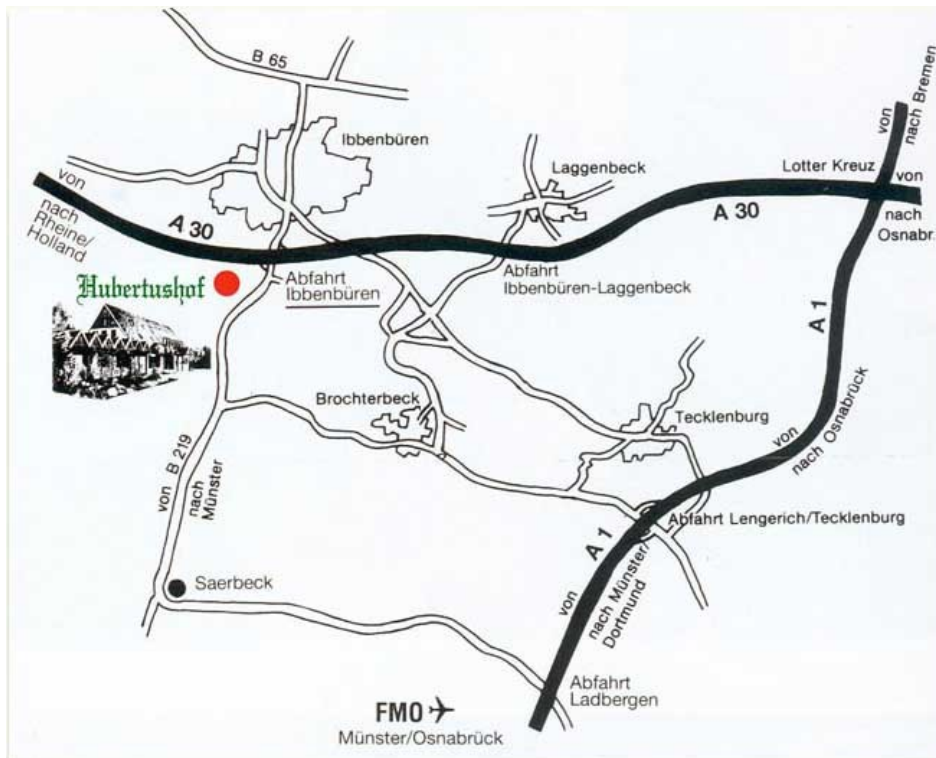 B 65
Ibbenbüren
Laggenbeck
Lotter Kreuz
von
nach Bremen
von
nach
Osnabr.
von
nach
Rheine/
Holland
A 30
A 30
Hubertushof
Abfahrt
Ibbenbüren
Abfahrt
Ibbenbüren-Laggenbeck
A 1
Brochterbeck
Tecklenburg
von
nach Osnabrück
von B 219
nach
Münster
Abfahrt Lengerich/Tecklenburg
A 1
von
nach Münster/
Dortmund
Saerbeck
Abfahrt
Ladbergen
FMO
Münster/Osnabrück